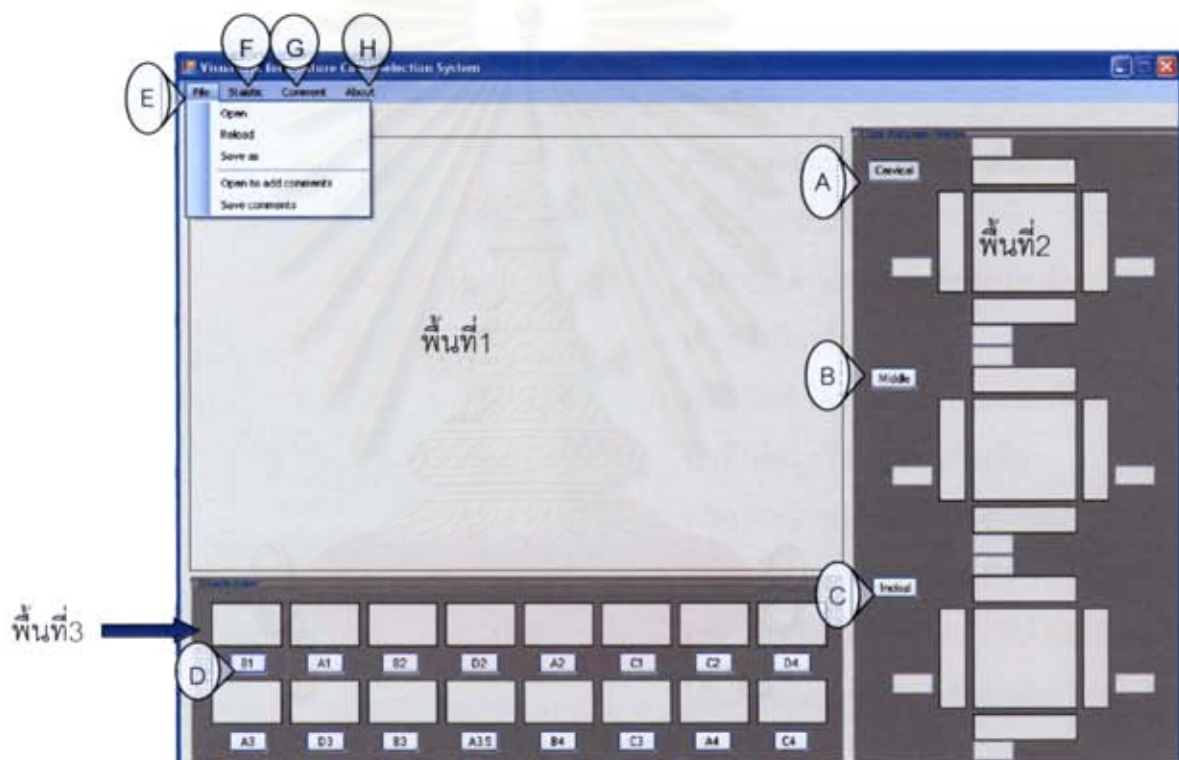 F G H
E
File Statistic Comment About
Open
Reload
Save as
Open to add comments
Save comments
A
Cervical
พื้นที่2
พื้นที่1
B
Middle
C
Incisal
พื้นที่3
D
B1 A1 B2 D2 A2 C1 C2 D4
A3 D3 B3 A3.5 B4 C3 A4 C4